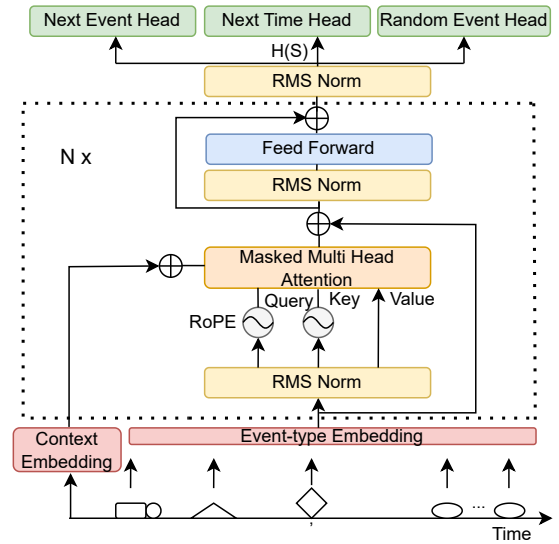 Next Event Head
Next Time Head
Random Event Head
H(S)
RMS Norm
N x
Feed Forward
RMS Norm
Masked Multi Head
Attention
Query
Key
Value
RoPE
RMS Norm
Context
Embedding
Event-type Embedding
...
,
Time